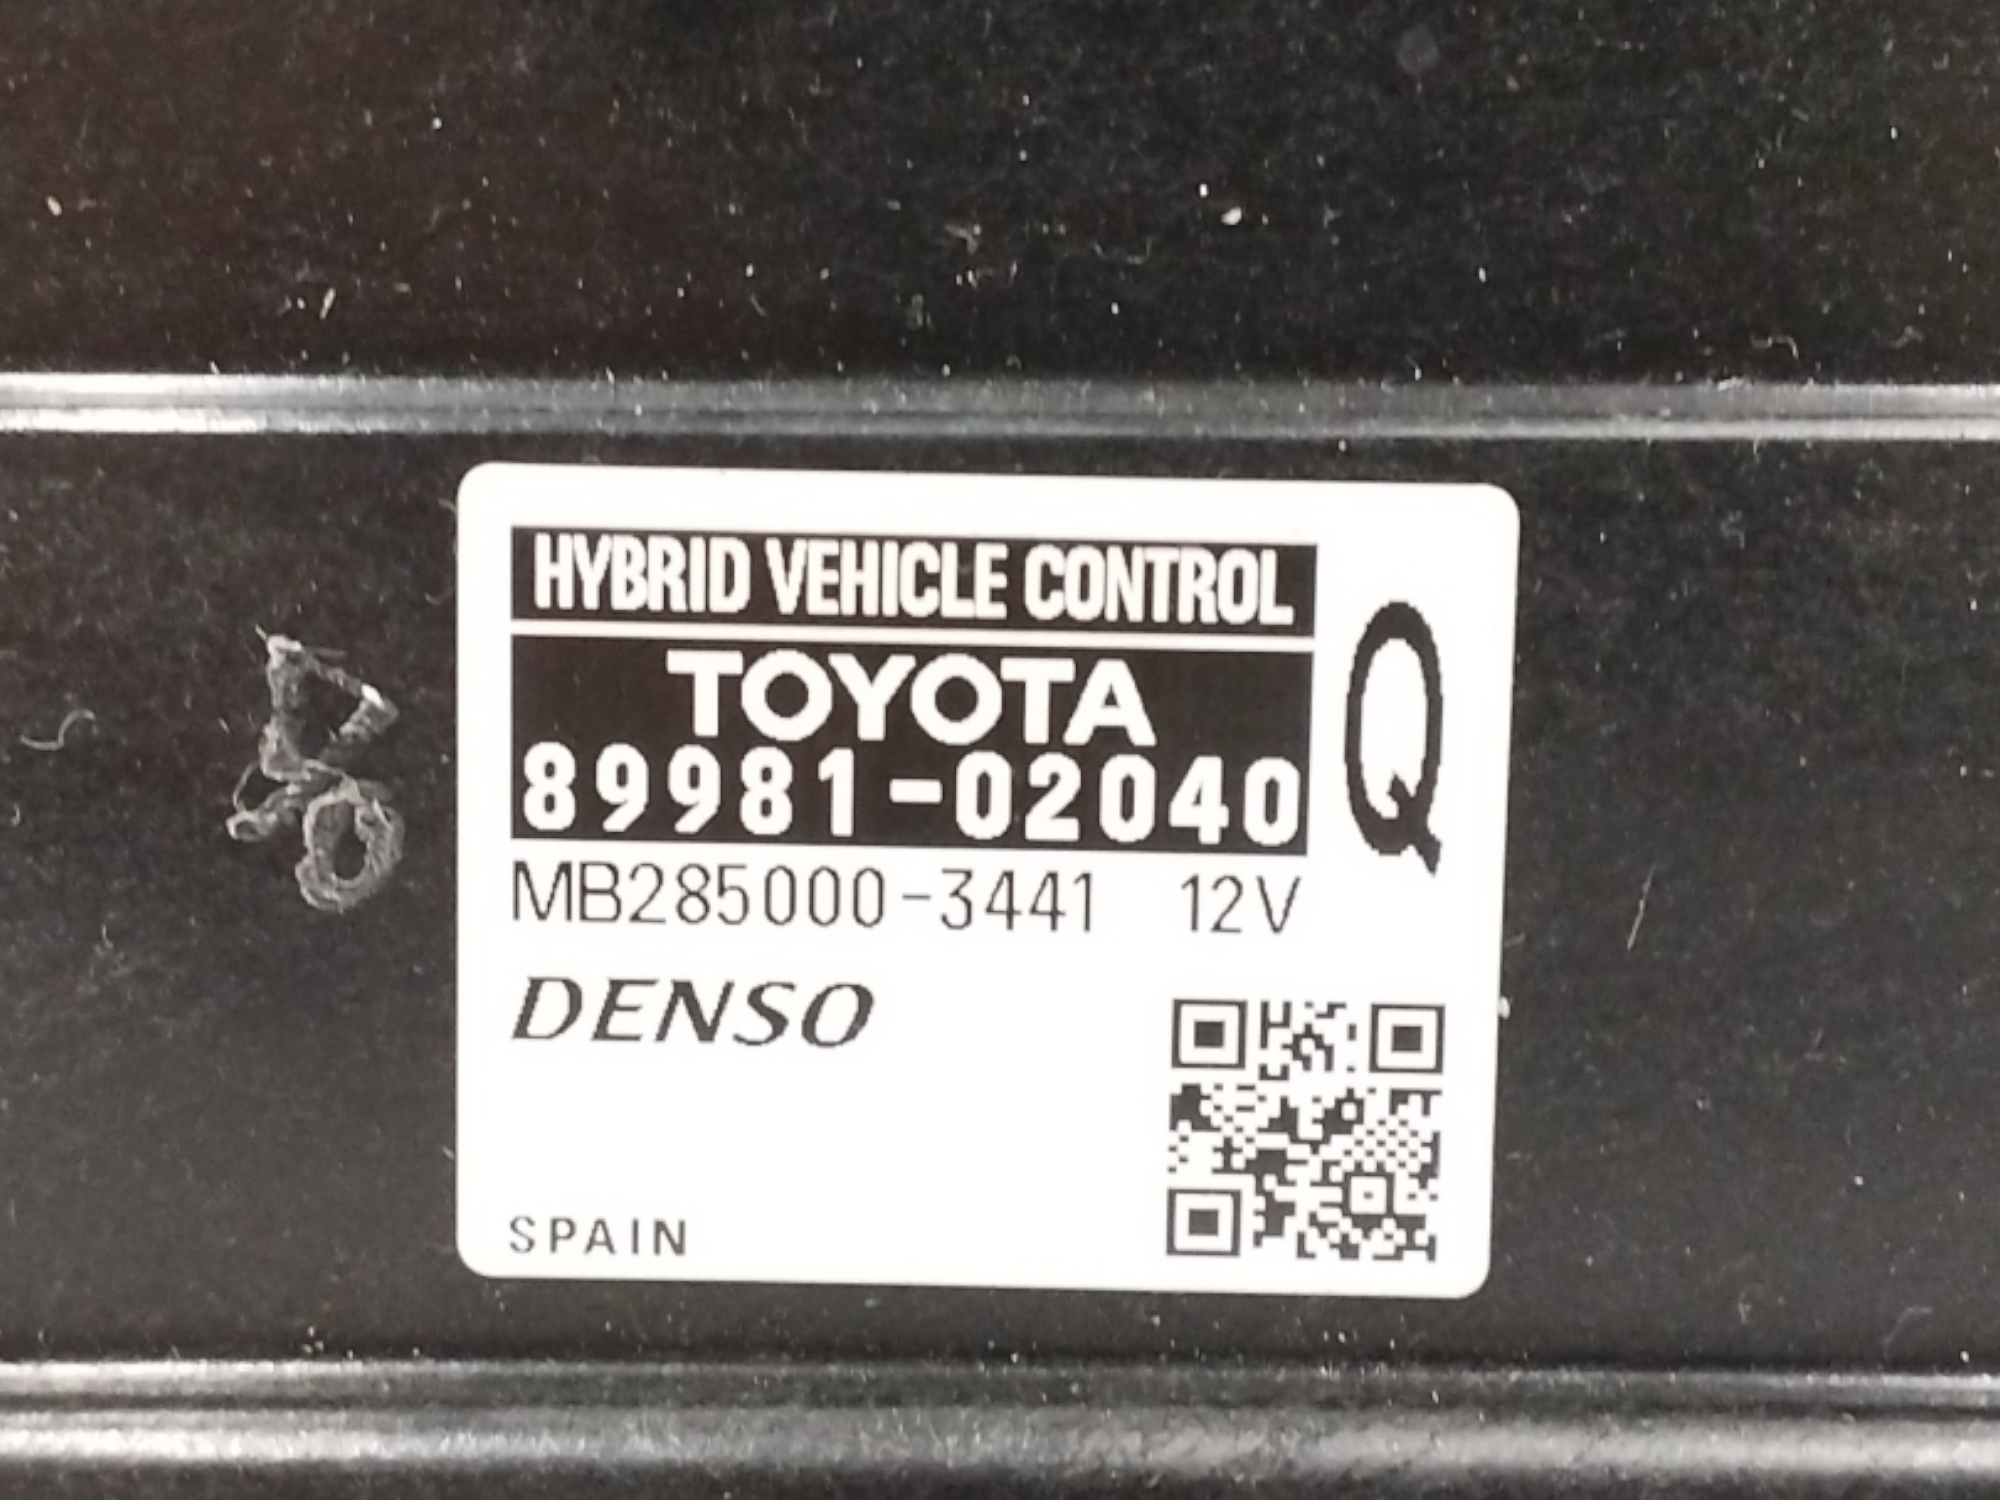 HYBRID VEHICLE CONTROL
TOYOTA
89981-02040
Q
MB285000-3441 12V
DENSO
SPAIN